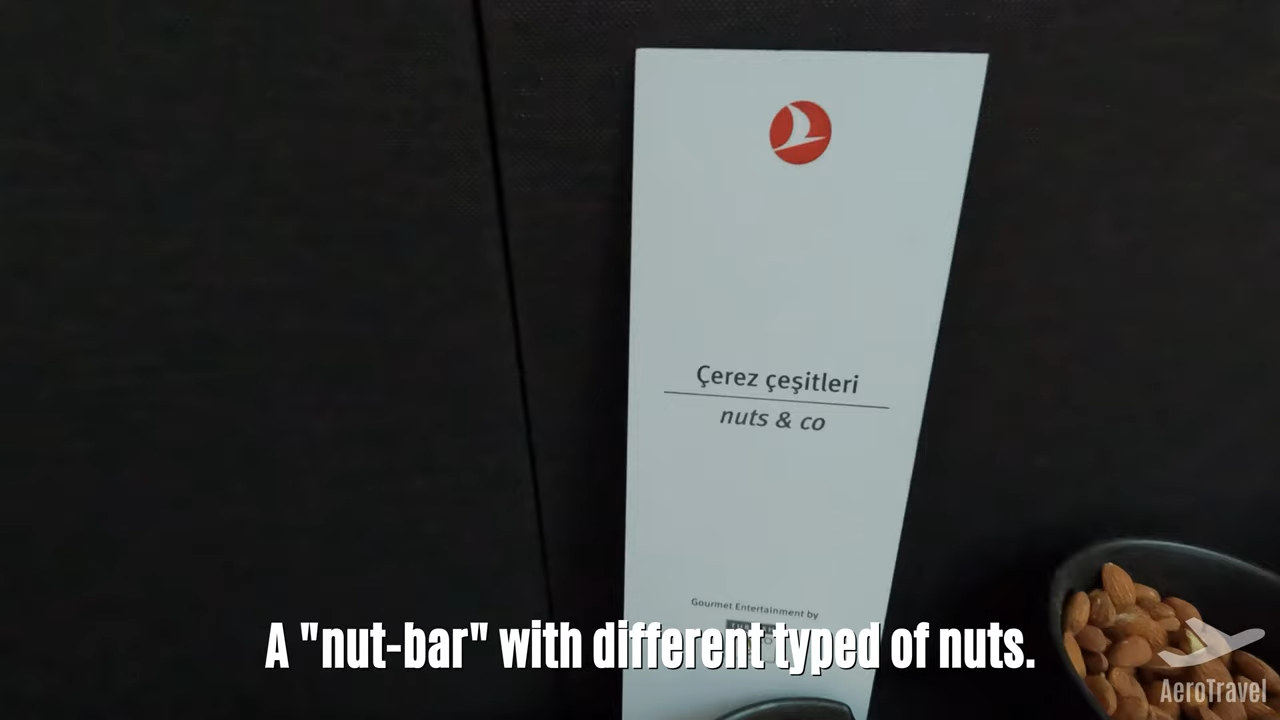 Çerez çeşitleri
nuts & co
Gourmet Entertainment by
A "nut-bar" with different typed of nuts.
AeroTravel